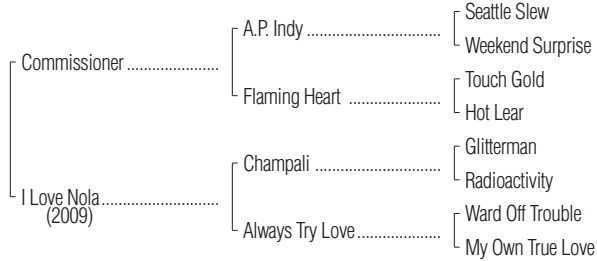 Seattle Slew
A.P. Indy ........................
Weekend Surprise
Commissioner ......................
Touch Gold
Flaming Heart ......................
Hot Lear
Glitterman
Champali ........................
Radioactivity
I Love Nola............................
(2009)
Ward Off Trouble
Always Try Love....................
My Own True Love